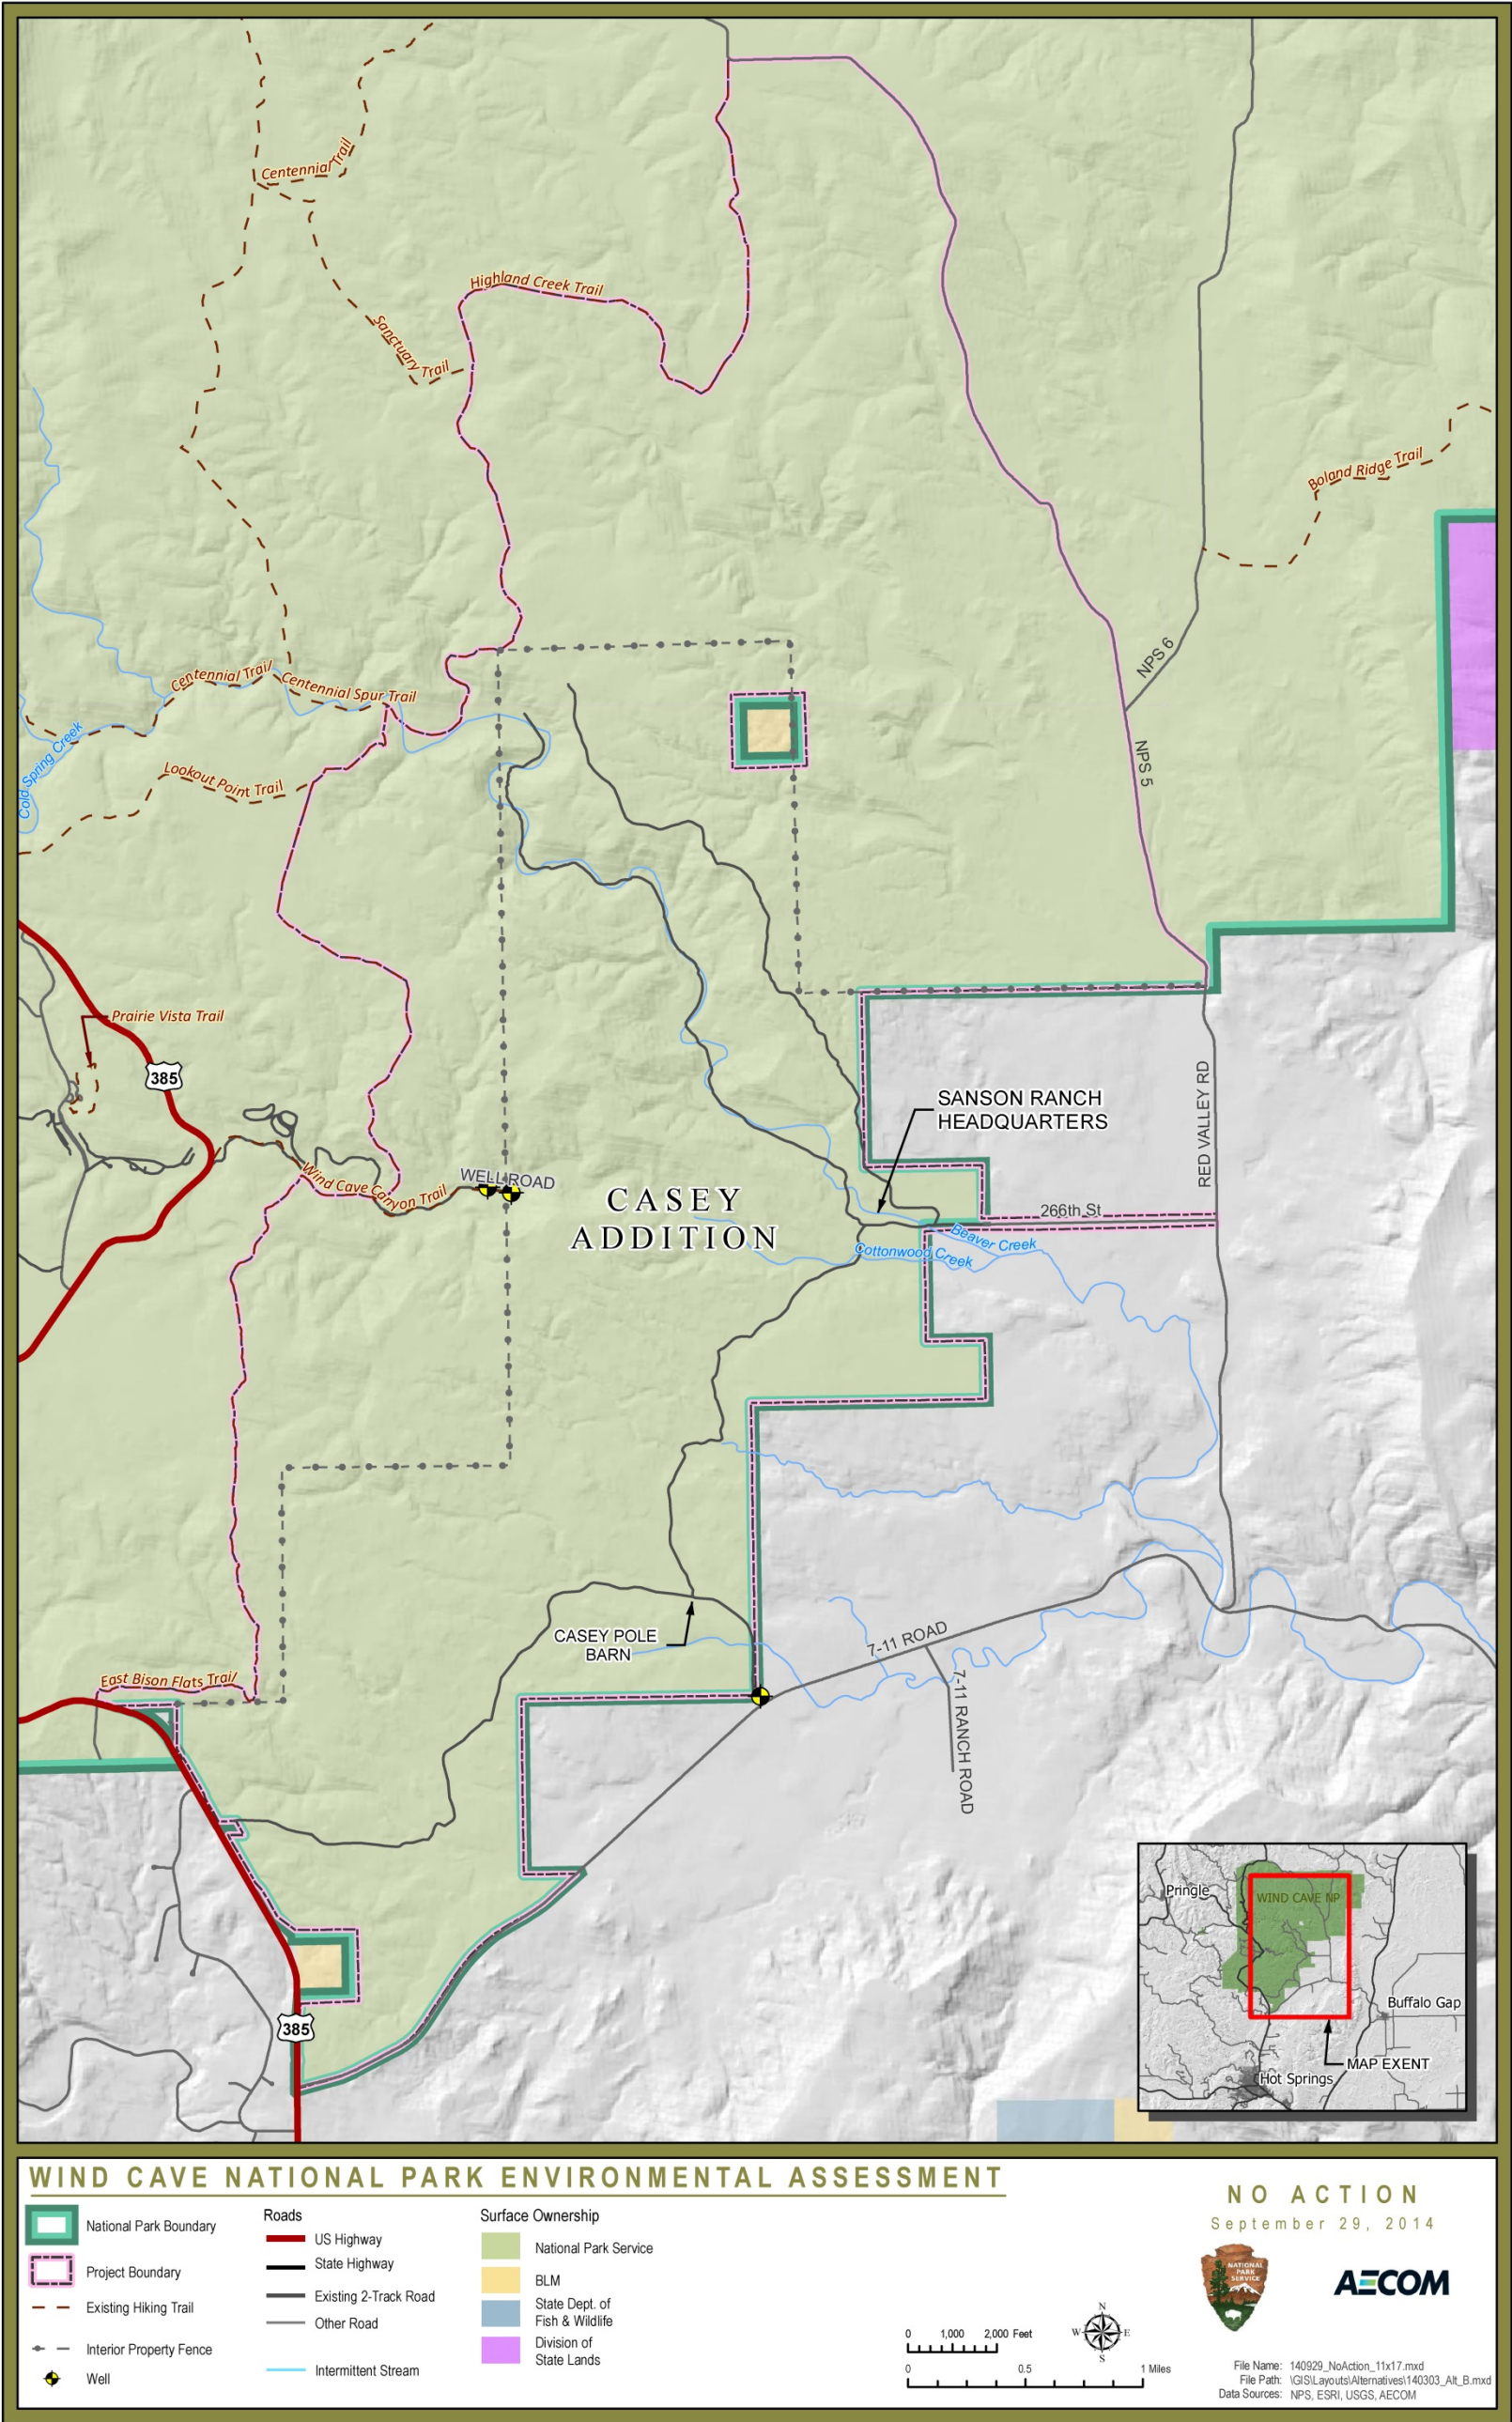 Centennial Trail
Highland Creek Trail
Sanctuary Trail
Boland Ridge Trail
NPS 6
Centennial Trail
Centennial Spur Trail
Cold Spring Creek
Lookout Point Trail
NPS 5
Prairie Vista Trail
385
SANSON RANCH
HEADQUARTERS
RED VALLEY RD
Wind Cave Canyon Trail
WELL ROAD
CASEY
ADDITION
266th St
Beaver Creek
Cottonwood Creek
CASEY POLE
BARN
7-11 ROAD
7-11 RANCH ROAD
East Bison Flats Trail
385
Pringle
WIND CAVE NP
Buffalo Gap
MAP EXENT
Hot Springs
WIND CAVE NATIONAL PARK ENVIRONMENTAL ASSESSMENT
National Park Boundary
Project Boundary
Existing Hiking Trail
Interior Property Fence
Well
Roads
US Highway
State Highway
Existing 2-Track Road
Other Road
Intermittent Stream
Surface Ownership
National Park Service
BLM
State Dept. of
Fish & Wildlife
Division of
State Lands
0 1,000 2,000 Feet
0 0.5 1 Miles
N
W E
S
NO ACTION
September 29, 2014
NATIONAL
PARK
SERVICE
AECOM
File Name: 140929_NoAction_11x17.mxd
File Path: \GIS\Layouts\Alternatives\140303_Alt_B.mxd
Data Sources: NPS, ESRI, USGS, AECOM